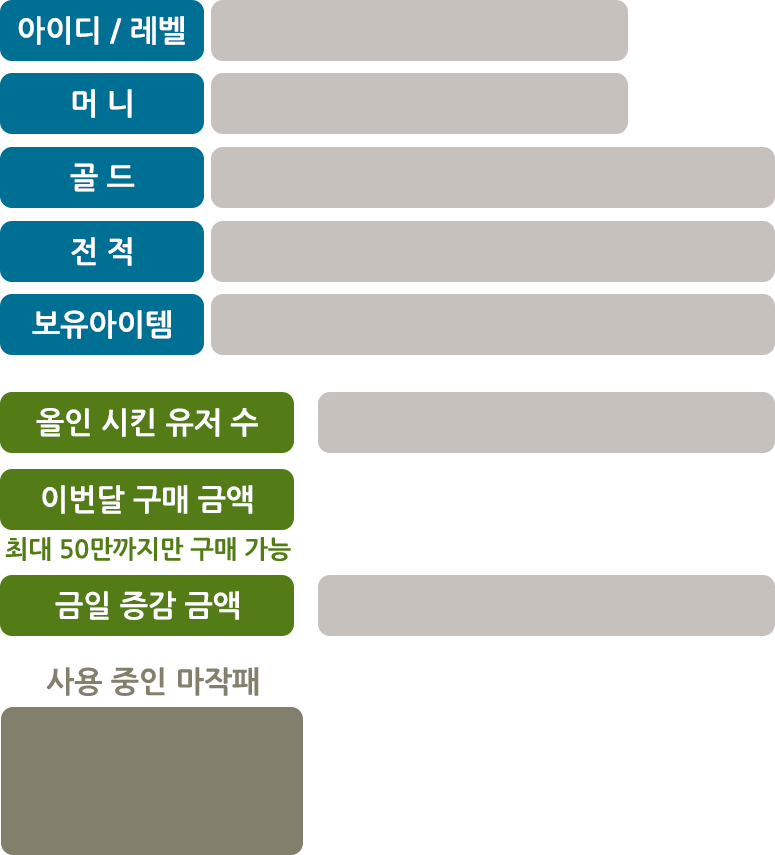 아이디 / 레벨
머 니
골 드
전 적
보유아이템
올인 시킨 유저 수
이번달 구매 금액
최대 50만까지만 구매 가능
금일 증감 금액
사용 중인 마작패